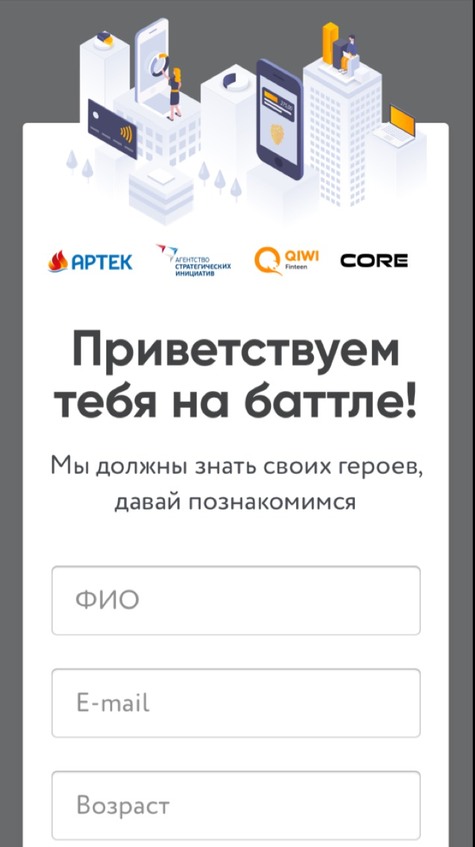 АРТЕК
АГЕНТСТВО
СТРАТЕГИЧЕСКИХ
ИНИЦИАТИВ
QIWI
Finteen
CORE
Приветствуем
тебя на баттле!
Мы должны знать своих героев,
давай познакомимся
ФИО
E-mail
Возраст